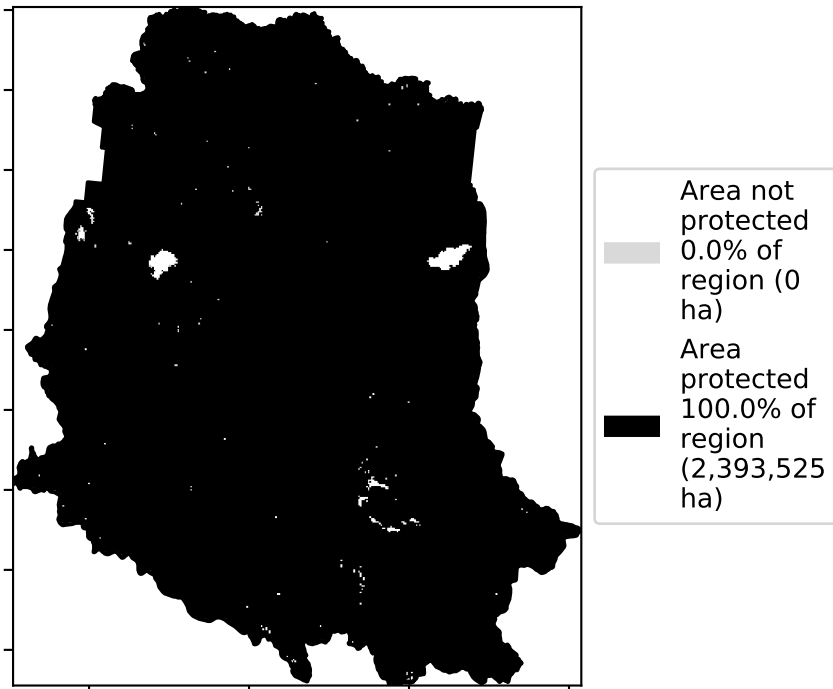 Area not
protected
0.0% of
region (0
ha)
Area
protected
100.0% of
region
(2,393,525
ha)